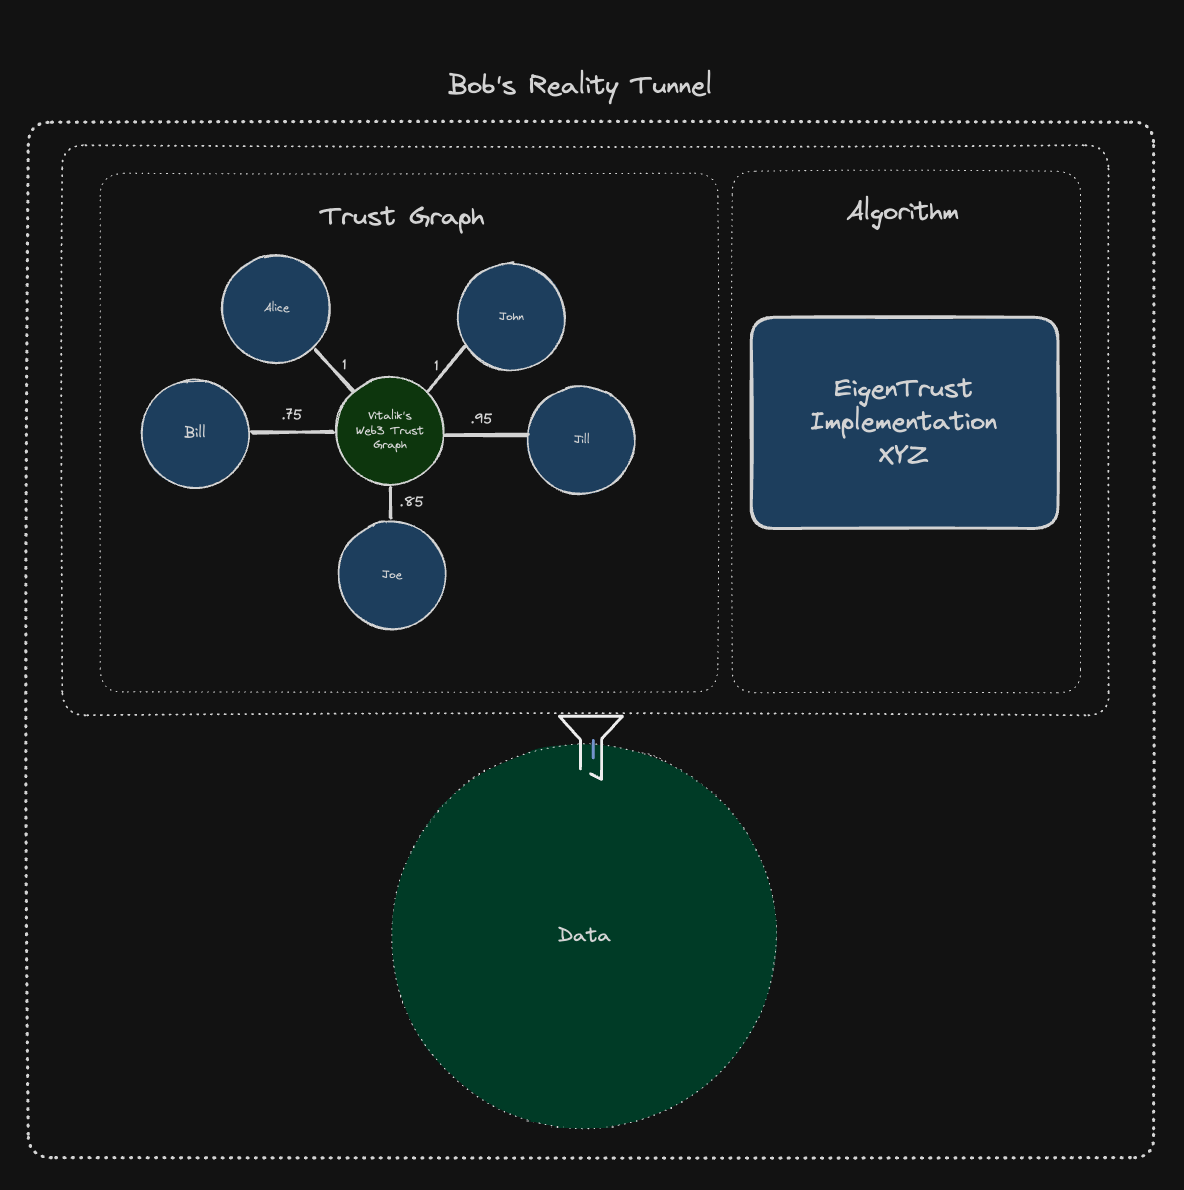 Bob's Reality Tunnel
Trust Graph
Algorithm
Alice
John
1
1
Bill
.75
Vitalik's
Web3 Trust
Graph
.95
Jill
.85
Joe
EigenTrust
Implementation
XYZ
Data